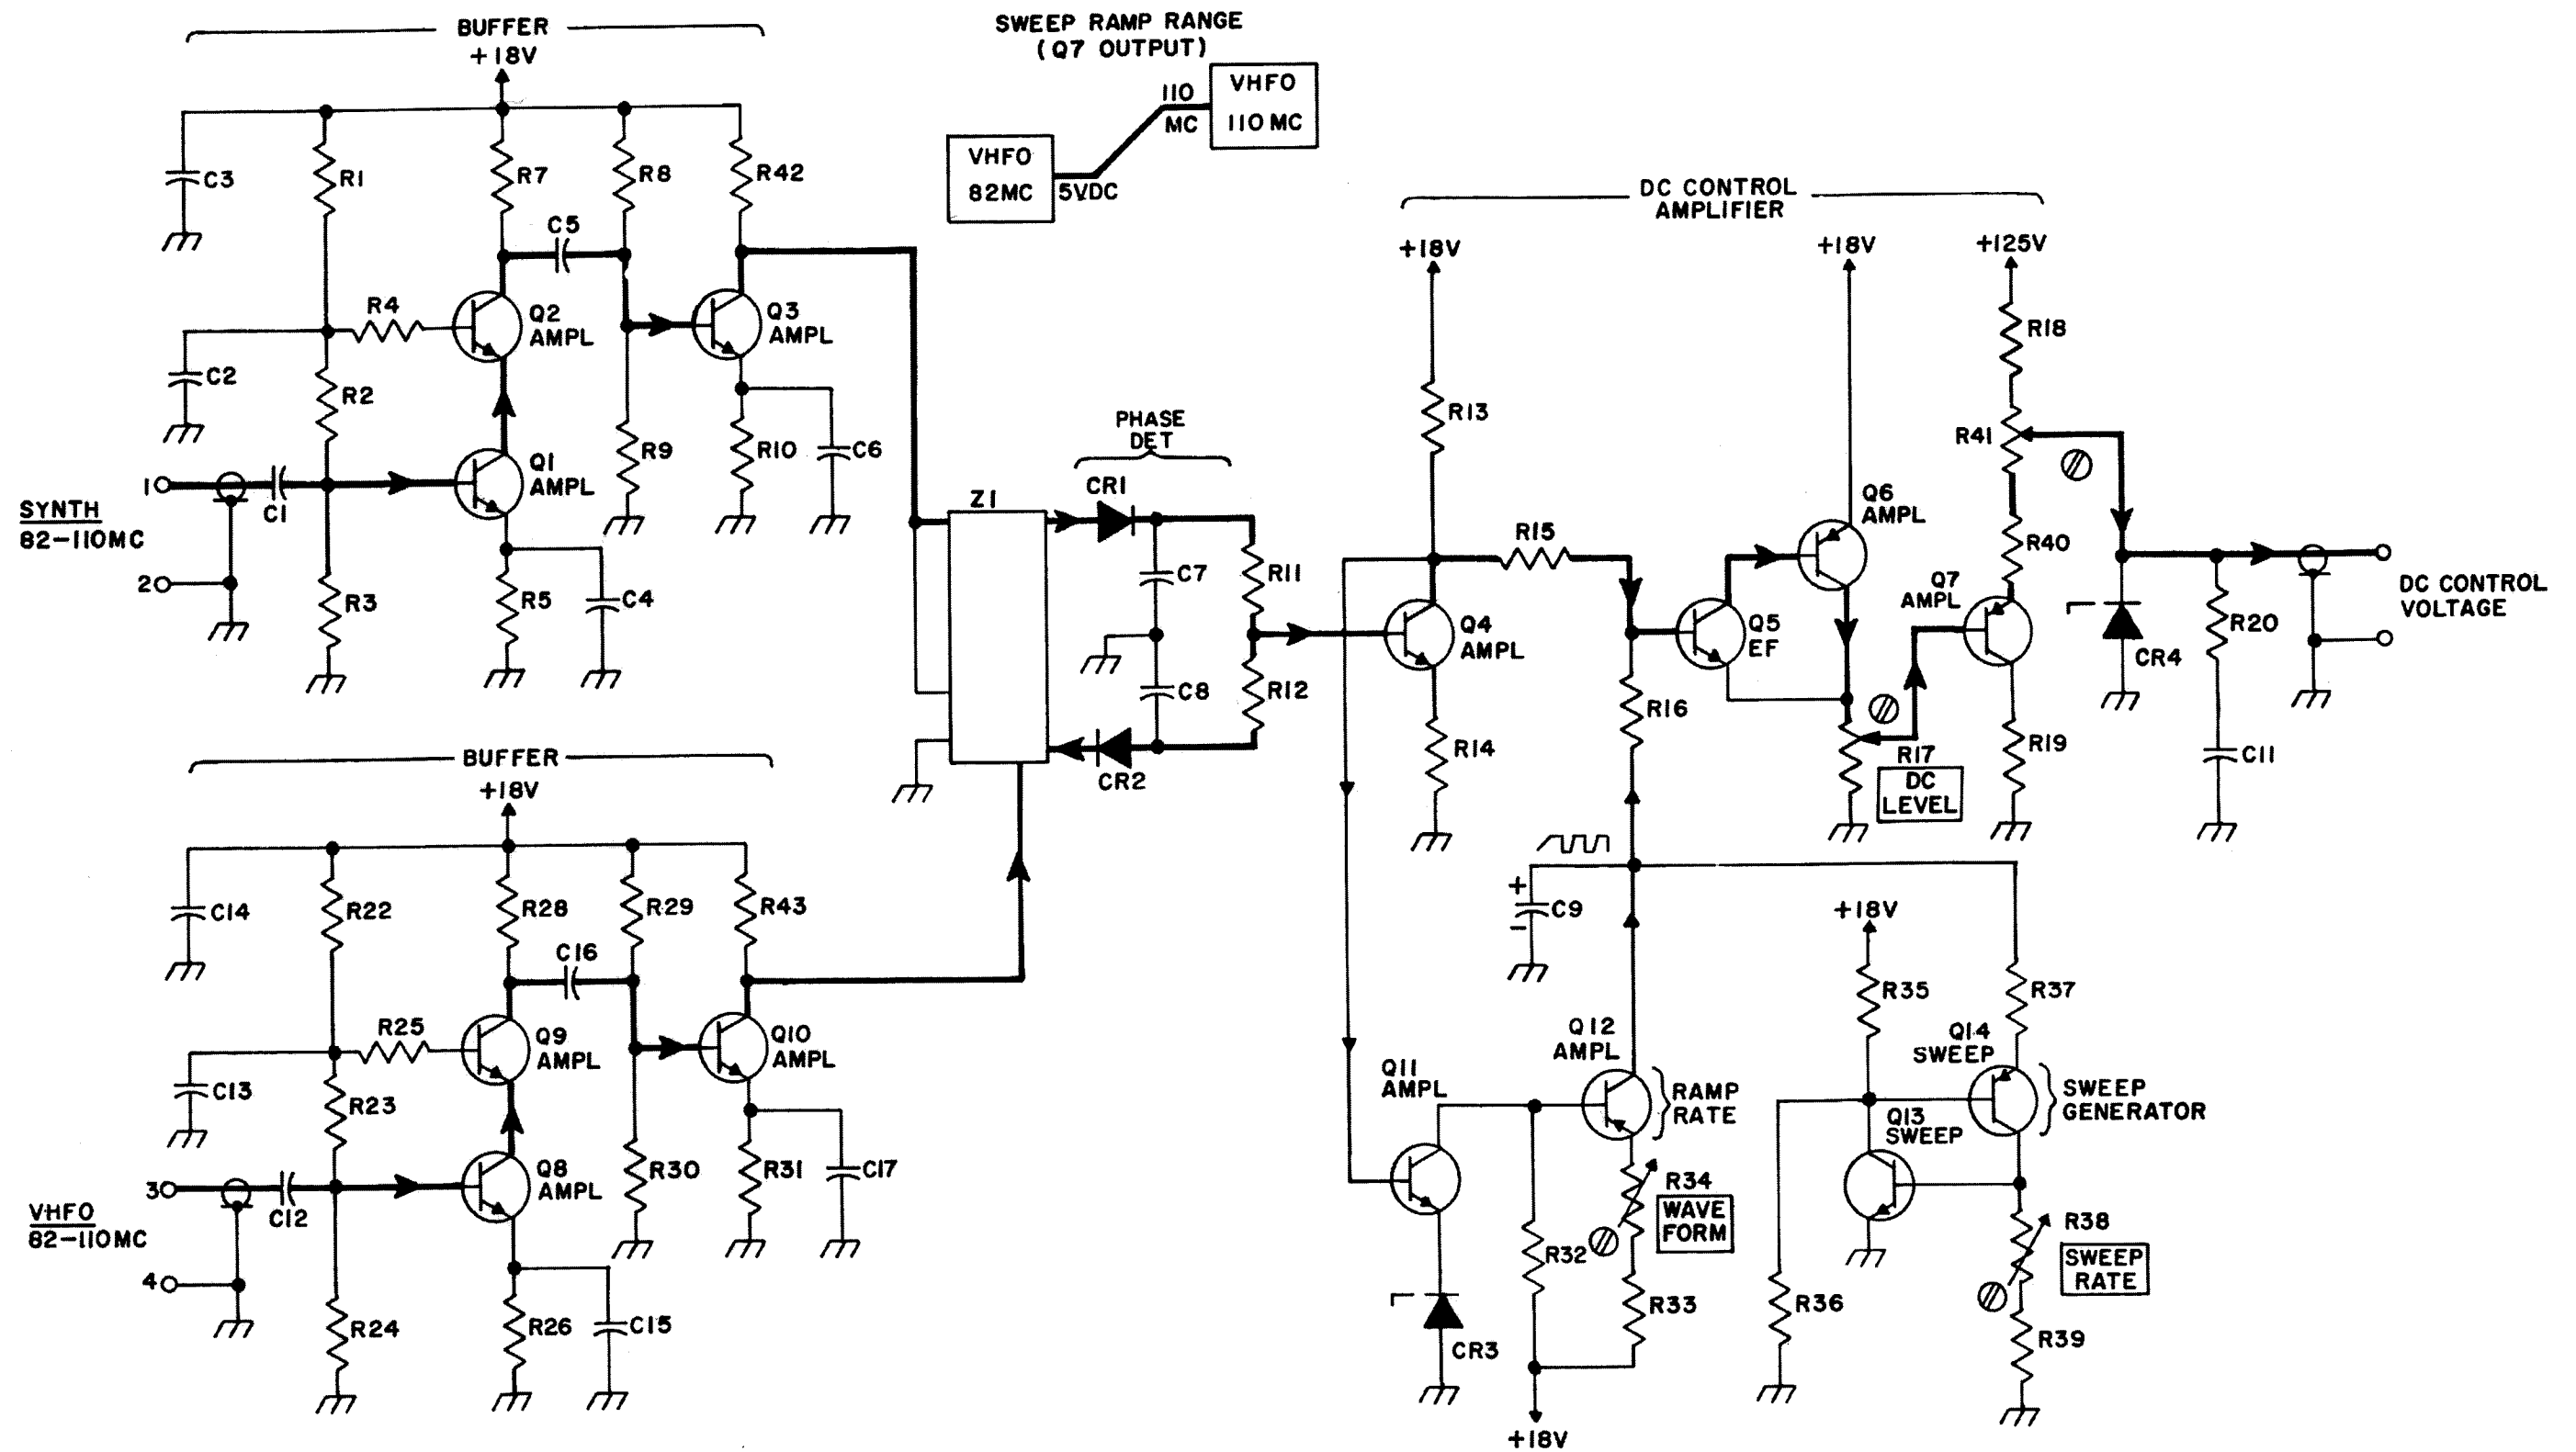 BUFFER
+18V
C3
R1
R7
R8
R42
C5
R4
Q2
AMPL
Q3
AMPL
C2
R2
R9
R10
C6
Q1
AMPL
1
C1
SYNTH
82-110MC
2
R3
R5
C4
SWEEP RAMP RANGE
(Q7 OUTPUT)
VHFO
82MC
5VDC
110
MC
VHFO
110 MC
PHASE
DET
Z1
CR1
C7
R11
C8
R12
CR2
DC CONTROL
AMPLIFIER
+18V
+18V
+125V
R13
R18
R41
R15
Q6
AMPL
R40
Q7
AMPL
Q4
AMPL
Q5
EF
R16
R14
R17
DC
LEVEL
R19
CR4
R20
C11
DC CONTROL
VOLTAGE
BUFFER
+18V
C14
R22
R28
R29
R43
C16
R25
Q9
AMPL
Q10
AMPL
C13
R23
R30
R31
C17
Q8
AMPL
3
C12
VHFO
82-110MC
4
R24
R26
C15
+
C9
-
+18V
R35
R37
Q12
AMPL
Q14
SWEEP
Q11
AMPL
RAMP
RATE
Q13
SWEEP
SWEEP
GENERATOR
R34
WAVE
FORM
R32
R33
R38
SWEEP
RATE
R36
R39
CR3
+18V